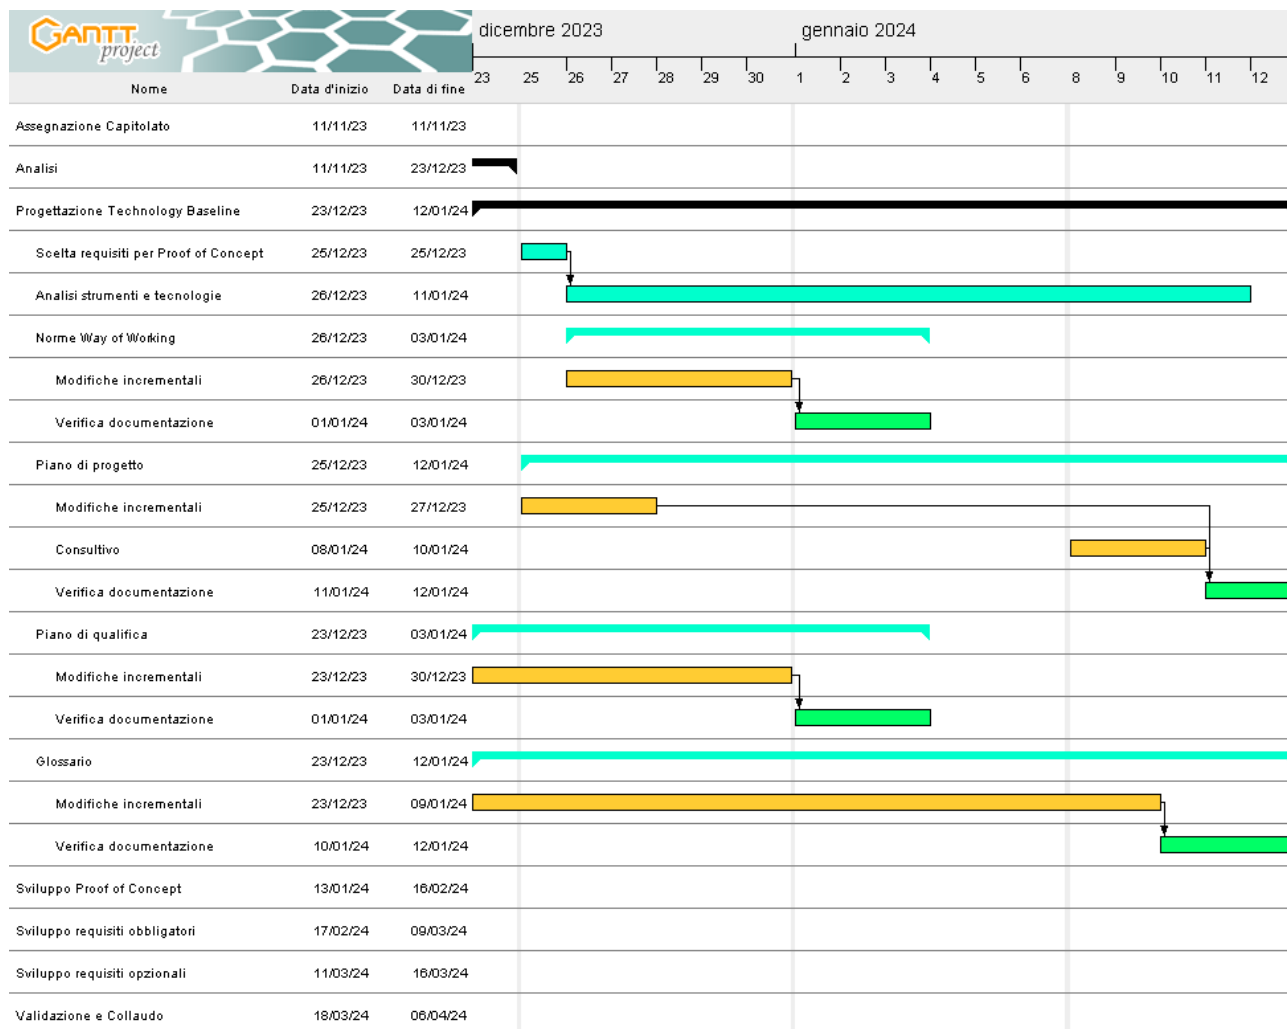 GANTT project
dicembre 2023 gennaio 2024
23 25 26 27 28 29 30 1 2 3 4 5 6 8 9 10 11 12
Nome Data d'inizio Data di fine
Assegnazione Capitolato 11/11/23 11/11/23
Analisi 11/11/23 23/12/23
Progettazione Technology Baseline 23/12/23 12/01/24
Scelta requisiti per Proof of Concept 25/12/23 25/12/23
Analisi strumenti e tecnologie 26/12/23 11/01/24
Norme Way of Working 26/12/23 03/01/24
Modifiche incrementali 26/12/23 30/12/23
Verifica documentazione 01/01/24 03/01/24
Piano di progetto 25/12/23 12/01/24
Modifiche incrementali 25/12/23 27/12/23
Consultivo 08/01/24 10/01/24
Verifica documentazione 11/01/24 12/01/24
Piano di qualifica 23/12/23 03/01/24
Modifiche incrementali 23/12/23 30/12/23
Verifica documentazione 01/01/24 03/01/24
Glossario 23/12/23 12/01/24
Modifiche incrementali 23/12/23 09/01/24
Verifica documentazione 10/01/24 12/01/24
Sviluppo Proof of Concept 13/01/24 16/02/24
Sviluppo requisiti obbligatori 17/02/24 09/03/24
Sviluppo requisiti opzionali 11/03/24 16/03/24
Validazione e Collaudo 18/03/24 06/04/24